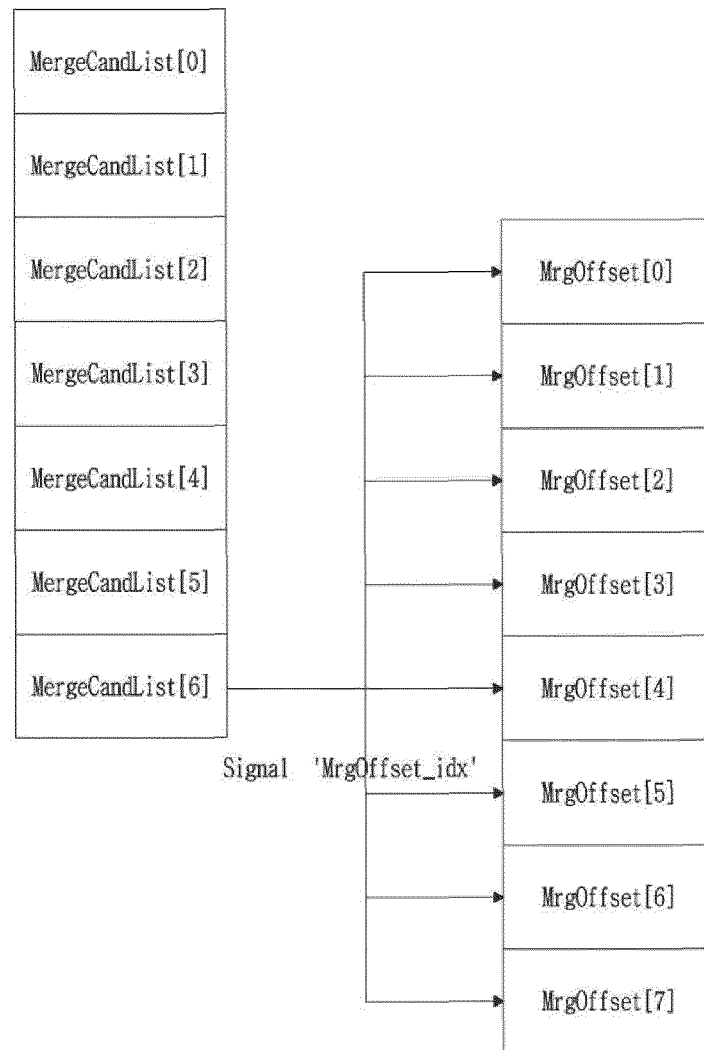 MergeCandList[0]
MergeCandList[1]
MergeCandList[2]
MergeCandList[3]
MergeCandList[4]
MergeCandList[5]
MergeCandList[6]
Signal 'MrgOffset_idx'
MrgOffset[0]
MrgOffset[1]
MrgOffset[2]
MrgOffset[3]
MrgOffset[4]
MrgOffset[5]
MrgOffset[6]
MrgOffset[7]